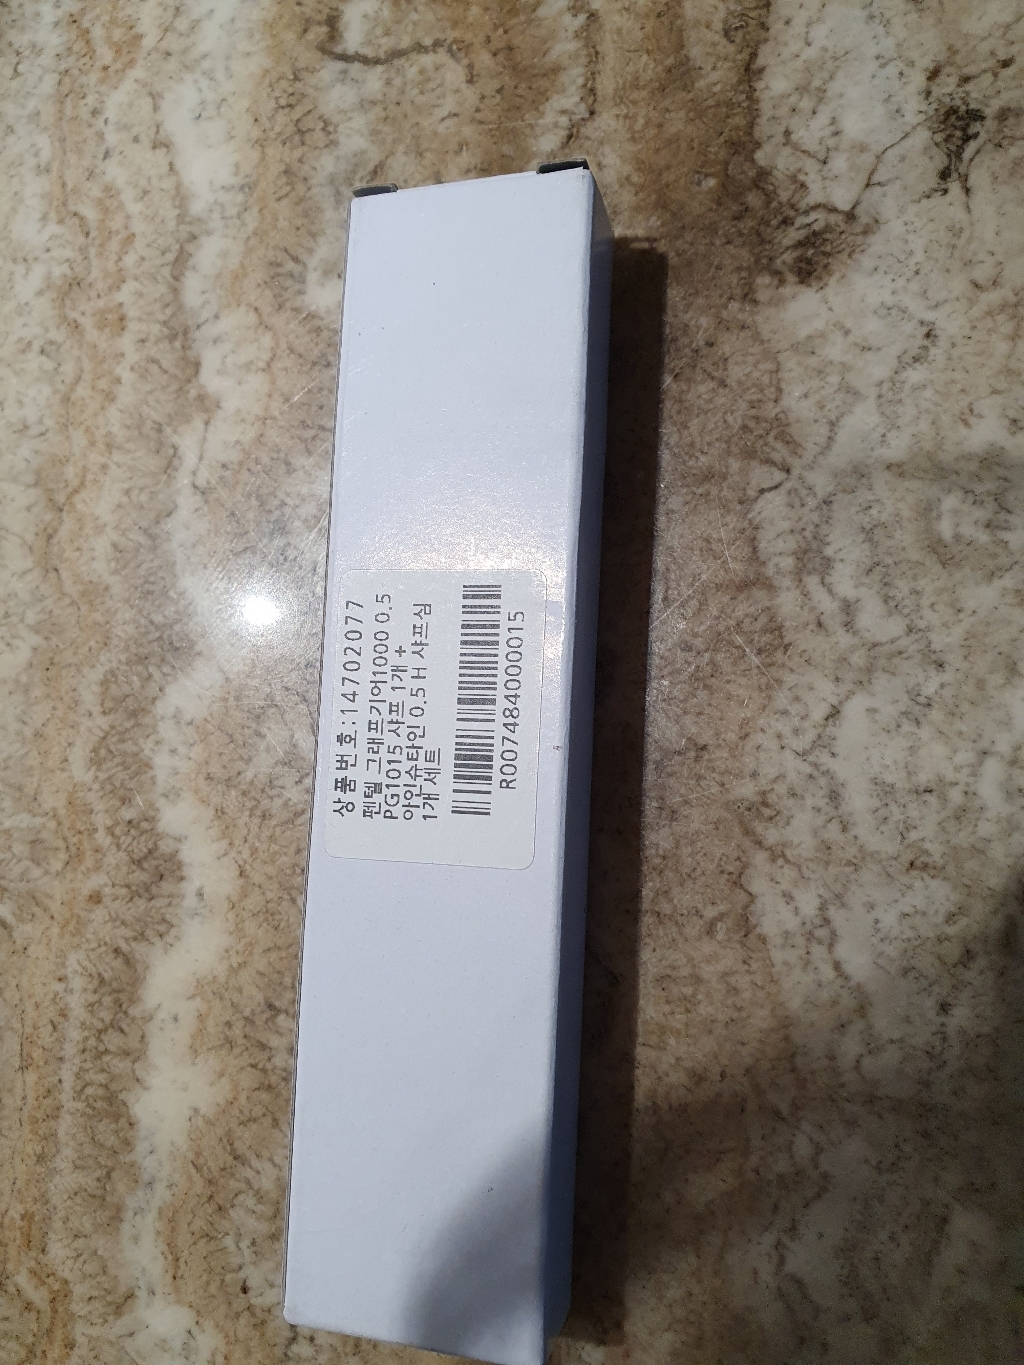 상품번호:14702077
펜텔 그래프기어1000 0.5
PG1015 샤프 1개 +
아인슈타인 0.5 H 샤프심
1개 세트
R007484000015